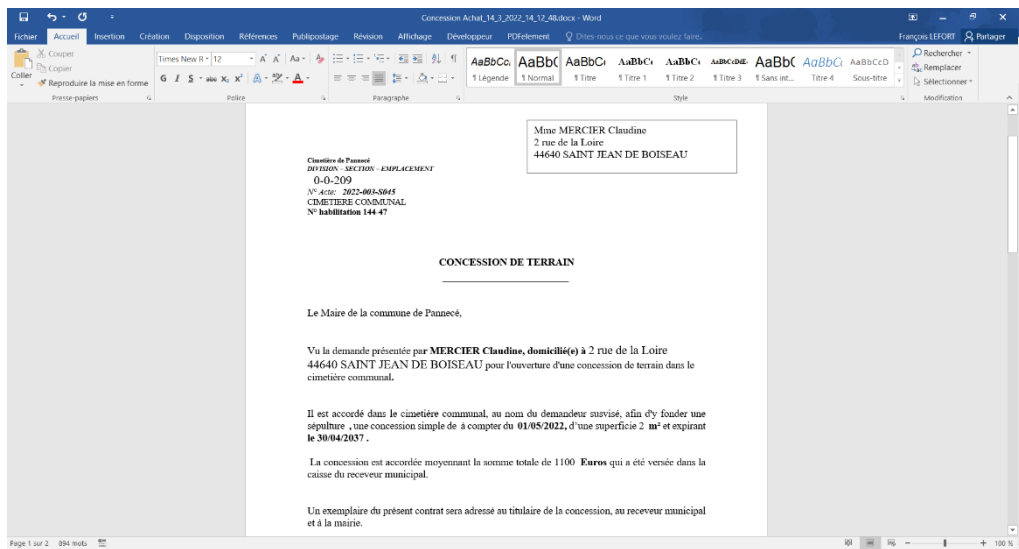 Concession Achat_14_3_2022_14_12_48.docx - Word
Fichier Accueil Insertion Création Disposition Références Publipostage Révision Affichage Développeur PDFelement Dites-nous ce que vous voulez faire. François LEFORT Partager
Coller
Couper
Copier
Reproduire la mise en forme
Times New R 12
G I S abc X₂ X² A A
Aa
AaBbCc AaBbC AaBbC AaBbC AaBbC AaBbCcDdE AaBbC AaBbC AaBbCcD
¶ Légende ¶ Normal ¶ Titre ¶ Titre 1 ¶ Titre 2 ¶ Titre 3 ¶ Sans int... Titre 4 Sous-titre
Rechercher
Remplacer
Sélectionner
Presse-papiers Police Paragraphe Style Modification
Mme MERCIER Claudine
2 rue de la Loire
44640 SAINT JEAN DE BOISEAU
Cimetière de Pannecé
DIVISION – SECTION – EMPLACEMENT
0-0-209
N° Acte: 2022-003-S045
CIMETIERE COMMUNAL
N° habilitation 144-47
CONCESSION DE TERRAIN
Le Maire de la commune de Pannecé,
Vu la demande présentée par MERCIER Claudine, domicilié(e) à 2 rue de la Loire
44640 SAINT JEAN DE BOISEAU pour l'ouverture d'une concession de terrain dans le
cimetière communal.
Il est accordé dans le cimetière communal, au nom du demandeur susvisé, afin d'y fonder une
sépulture , une concession simple de à compter du 01/05/2022, d'une superficie 2 m² et expirant
le 30/04/2037 .
La concession est accordée moyennant la somme totale de 1100 Euros qui a été versée dans la
caisse du receveur municipal.
Un exemplaire du présent contrat sera adressé au titulaire de la concession, au receveur municipal
et à la mairie.
Page 1 sur 2 894 mots 100 %